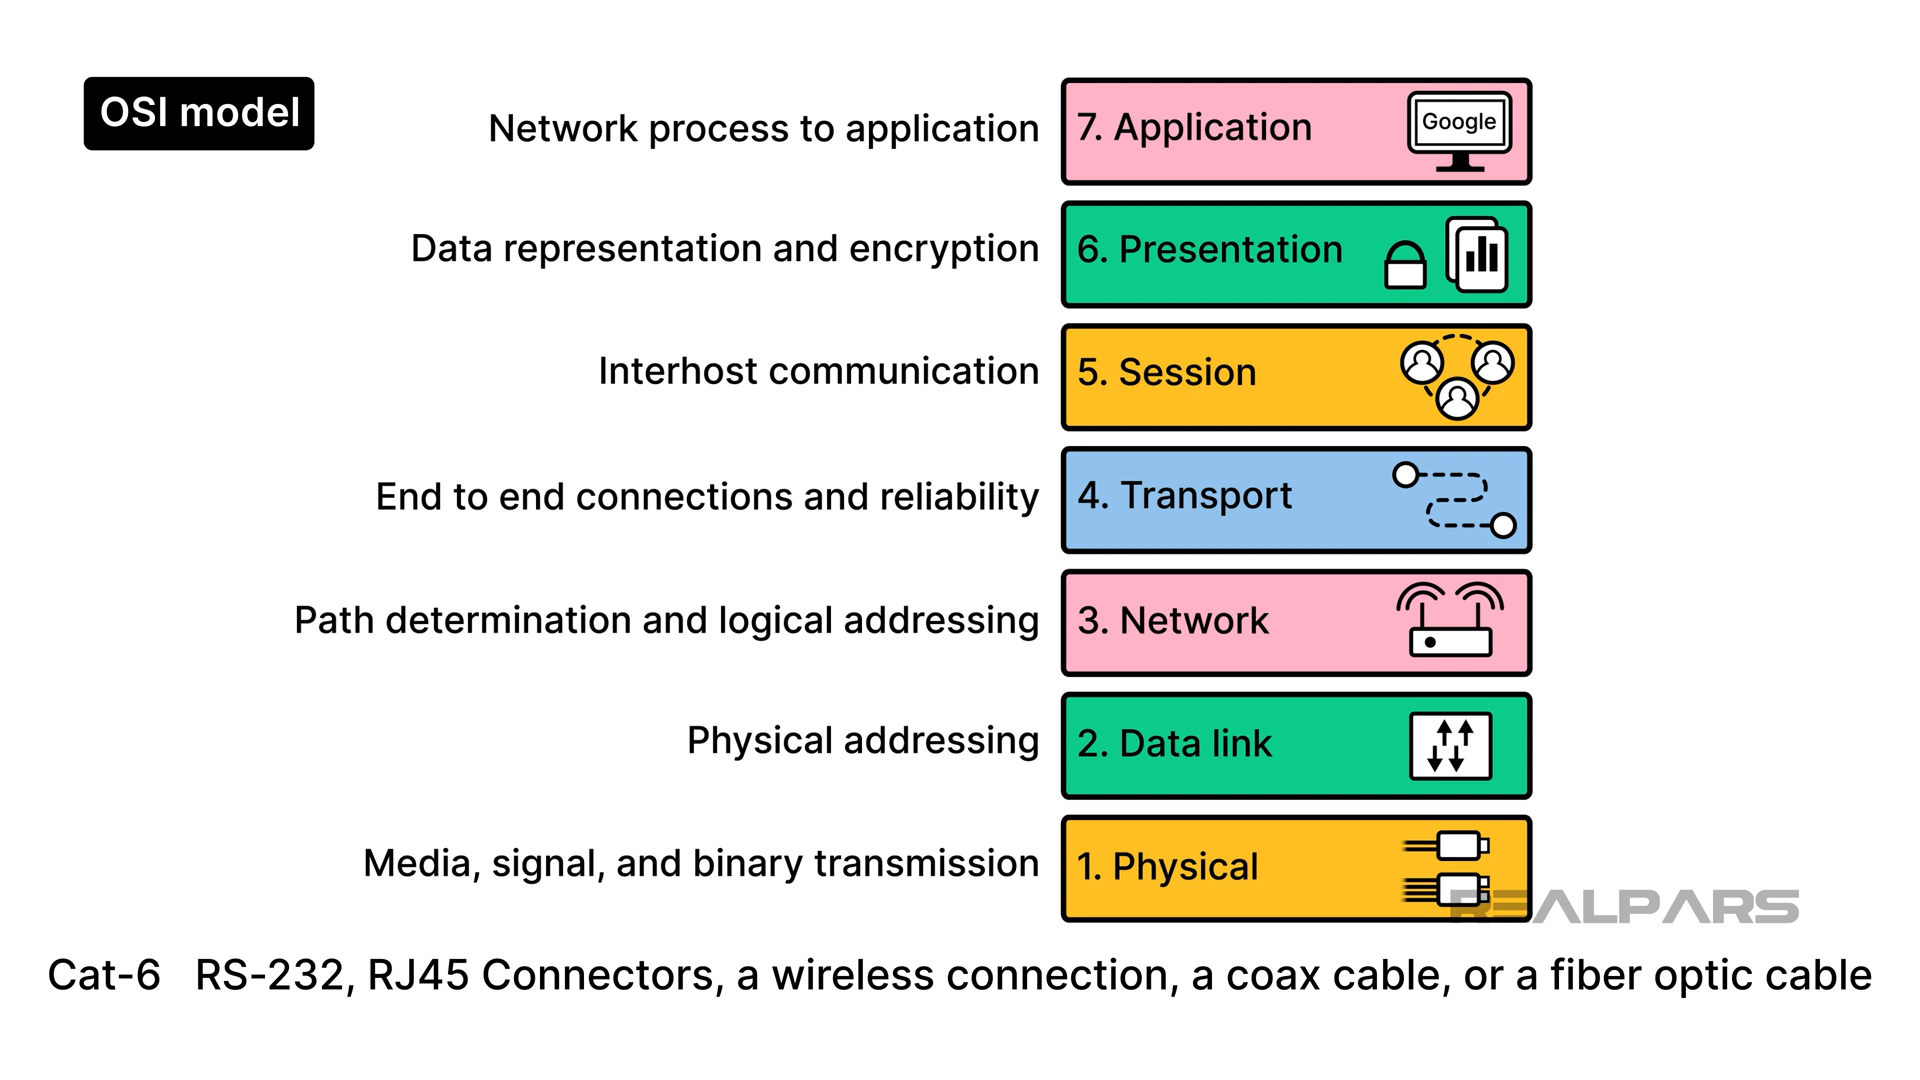 OSI model
Network process to application
7. Application
Google
Data representation and encryption
6. Presentation
Interhost communication
5. Session
End to end connections and reliability
4. Transport
Path determination and logical addressing
3. Network
Physical addressing
2. Data link
Media, signal, and binary transmission
1. Physical
REALPARS
Cat-6 RS-232, RJ45 Connectors, a wireless connection, a coax cable, or a fiber optic cable